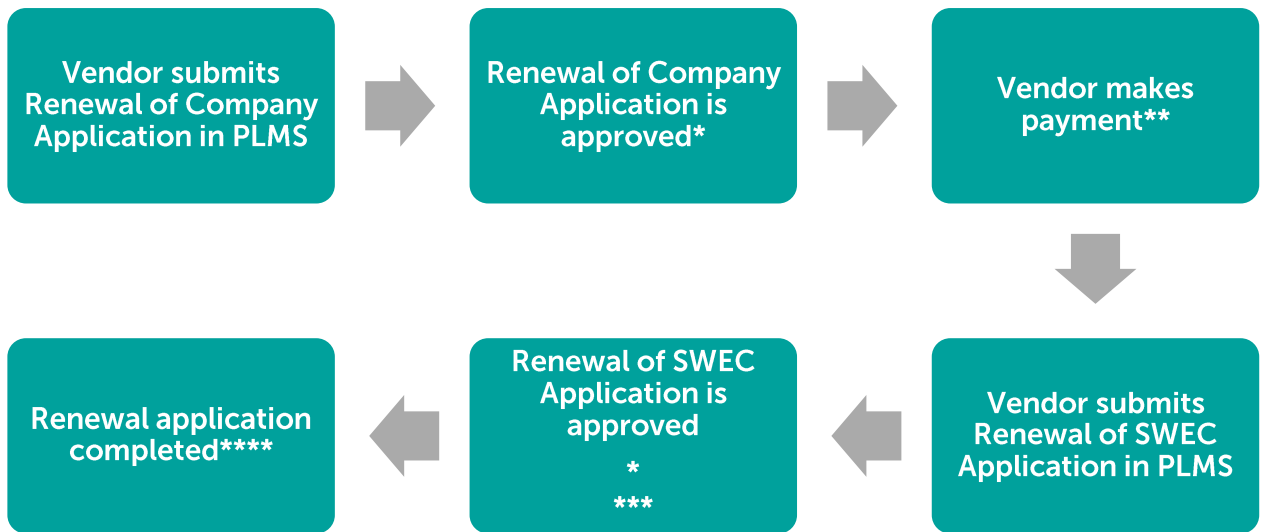 Vendor submits
Renewal of Company
Application in PLMS
Renewal of Company
Application is
approved*
Vendor makes
payment**
Vendor submits
Renewal of SWEC
Application in PLMS
Renewal of SWEC
Application is
approved
*
***
Renewal application
completed****